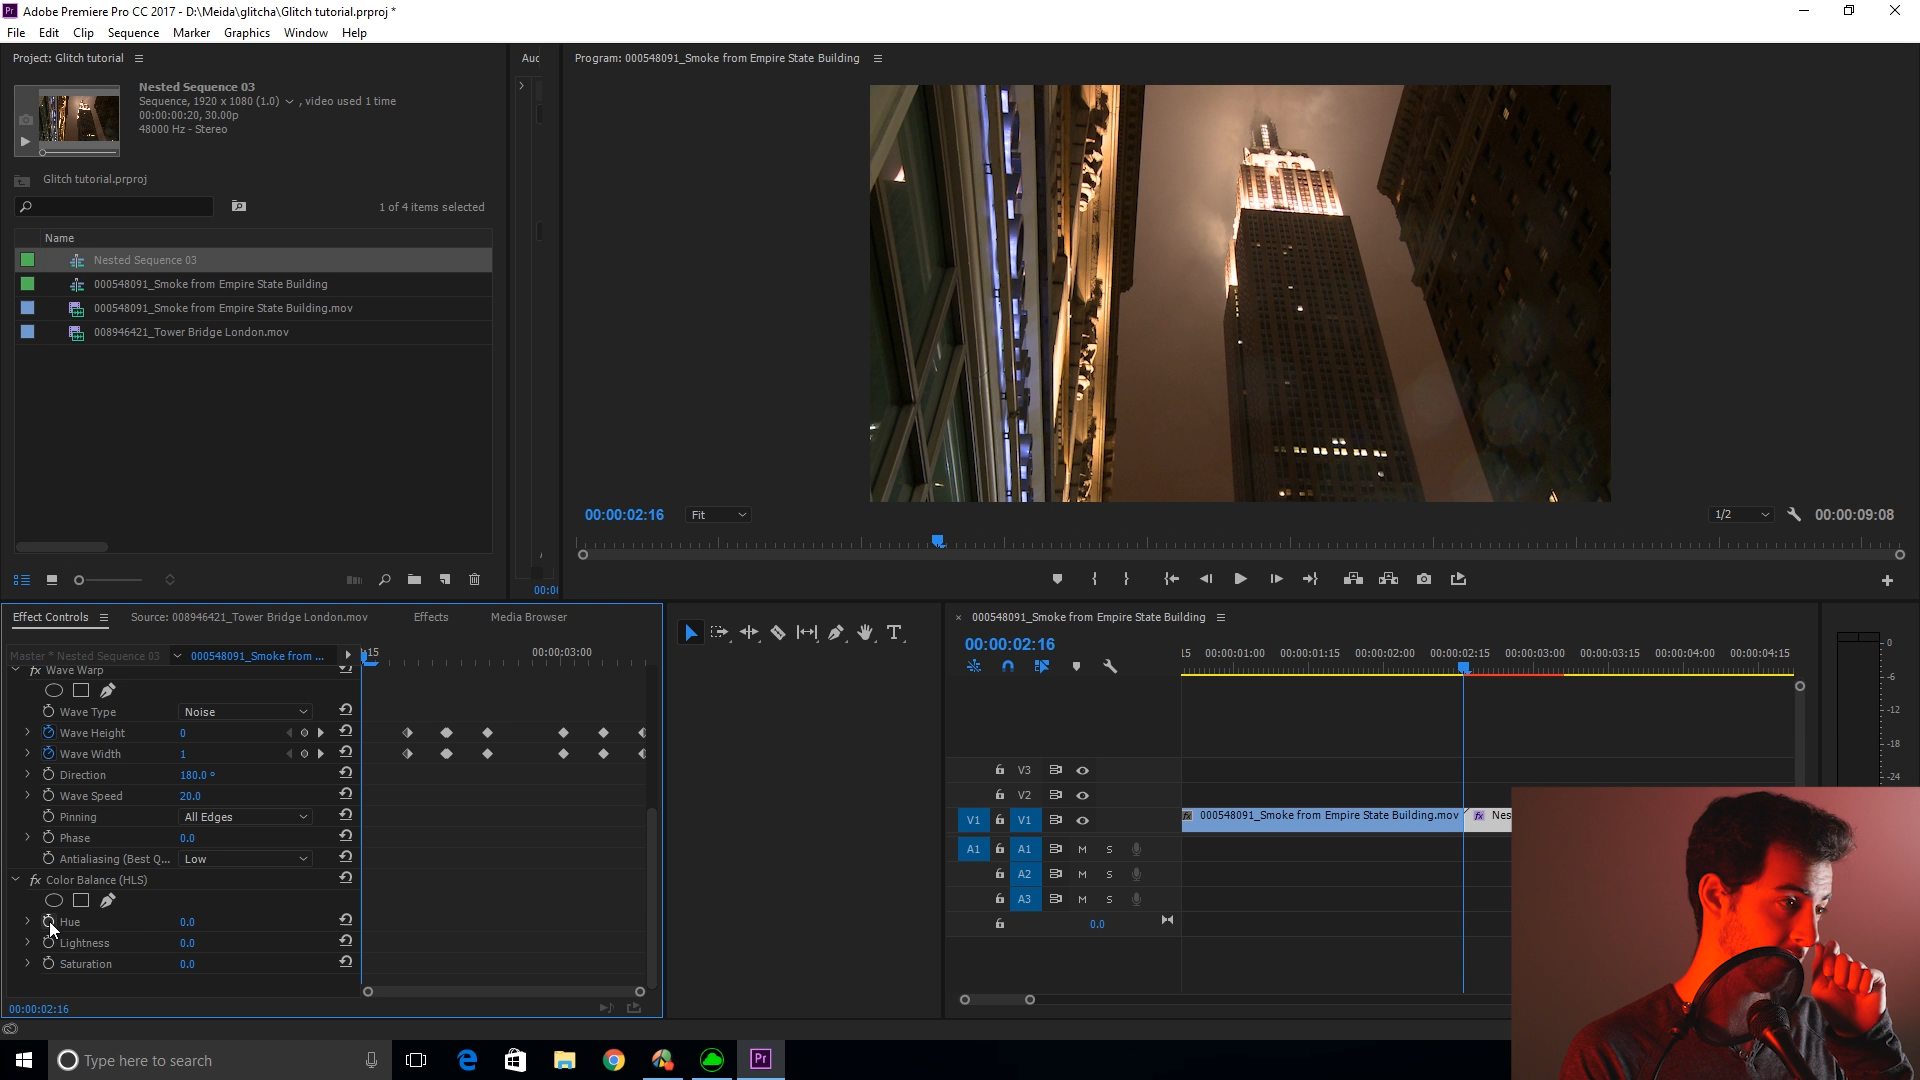 Pr Adobe Premiere Pro CC 2017 - D:\Meida\glitcha\Glitch tutorial.prproj *
File Edit Clip Sequence Marker Graphics Window Help
Project: Glitch tutorial
Nested Sequence 03
Sequence, 1920 x 1080 (1.0) , video used 1 time
00:00:00:20, 30.00p
48000 Hz - Stereo
Glitch tutorial.prproj
1 of 4 items selected
Name
Nested Sequence 03
000548091_Smoke from Empire State Building
000548091_Smoke from Empire State Building.mov
008946421_Tower Bridge London.mov
Auc
00:00
Program: 000548091_Smoke from Empire State Building
00:00:02:16 Fit 1/2 00:00:09:08
Effect Controls Source: 008946421_Tower Bridge London.mov Effects Media Browser
Master * Nested Sequence 03 000548091_Smoke from ... 15 00:00:03:00
fx Wave Warp
Wave Type Noise
Wave Height 0
Wave Width 1
Direction 180.0 °
Wave Speed 20.0
Pinning All Edges
Phase 0.0
Antialiasing (Best Q... Low
fx Color Balance (HLS)
Hue 0.0
Lightness 0.0
Saturation 0.0
00:00:02:16
T
× 000548091_Smoke from Empire State Building
00:00:02:16
15 00:00:01:00 00:00:01:15 00:00:02:00 00:00:02:15 00:00:03:00 00:00:03:15 00:00:04:00 00:00:04:15
V3
V2
V1 V1
fx 000548091_Smoke from Empire State Building.mov fx Nes
A1 A1 M S
A2 M S
A3 M S
0.0
0
-6
-12
-18
-24
Type here to search
Pr